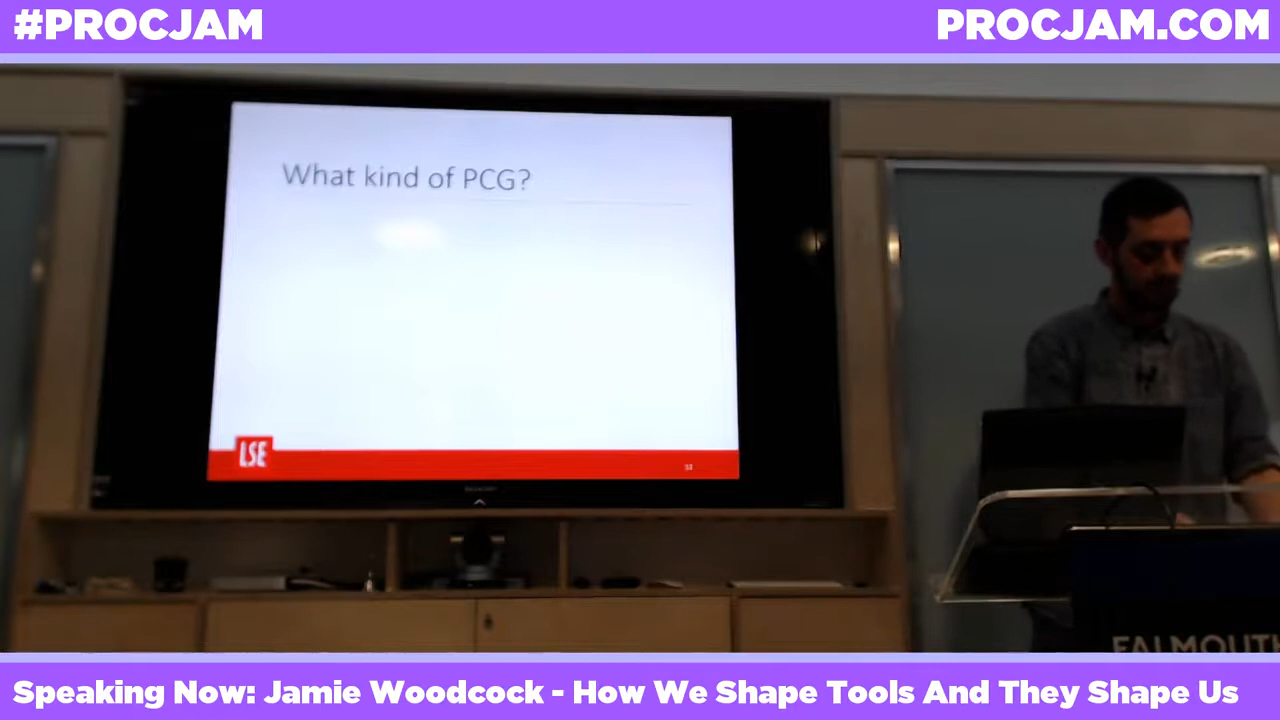 #PROCJAM
PROCJAM.COM
What kind of PCG?
LSE
FALMOUTH
Speaking Now: Jamie Woodcock - How We Shape Tools And They Shape Us